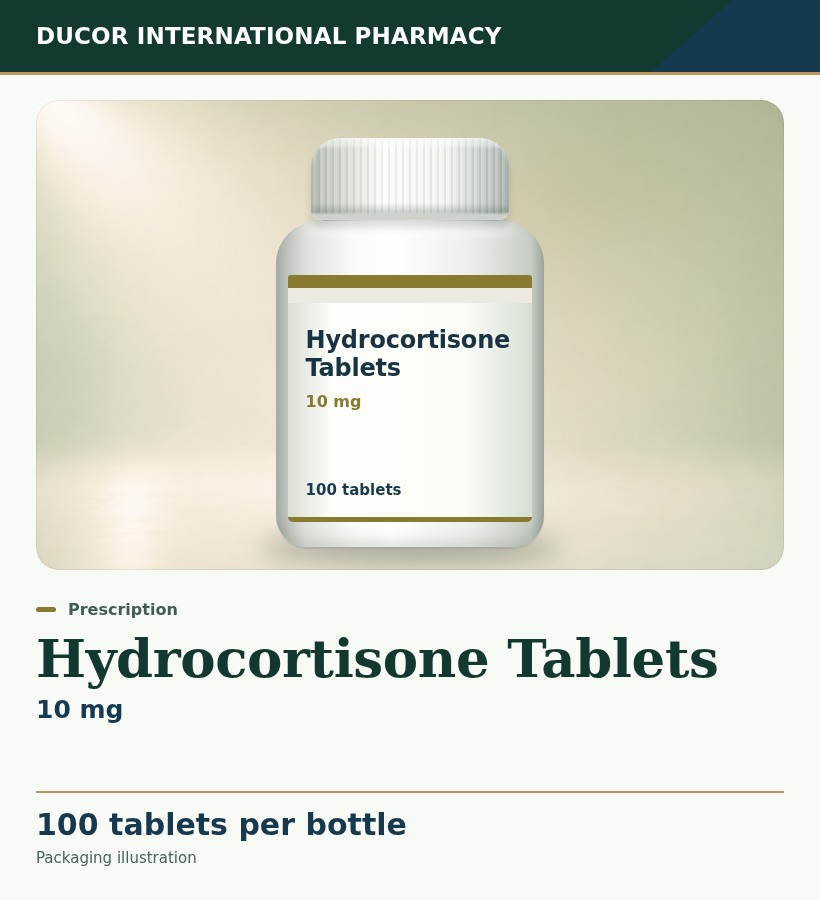 DUCOR INTERNATIONAL PHARMACY
Hydrocortisone
Tablets
10 mg
100 tablets
Prescription
Hydrocortisone Tablets
10 mg
100 tablets per bottle
Packaging illustration